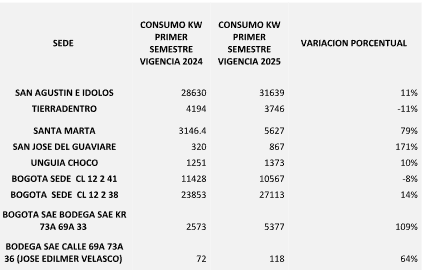 SEDE CONSUMO KW PRIMER SEMESTRE VIGENCIA 2024 CONSUMO KW PRIMER SEMESTRE VIGENCIA 2025 VARIACION PORCENTUAL
SAN AGUSTIN E IDOLOS 28630 31639 11%
TIERRADENTRO 4194 3746 -11%
SANTA MARTA 3146.4 5627 79%
SAN JOSE DEL GUAVIARE 320 867 171%
UNGUIA CHOCO 1251 1373 10%
BOGOTA SEDE CL 12 2 41 11428 10567 -8%
BOGOTA SEDE CL 12 2 38 23853 27113 14%
BOGOTA SAE BODEGA SAE KR
73A 69A 33 2573 5377 109%
BODEGA SAE CALLE 69A 73A
36 (JOSE EDILMER VELASCO) 72 118 64%